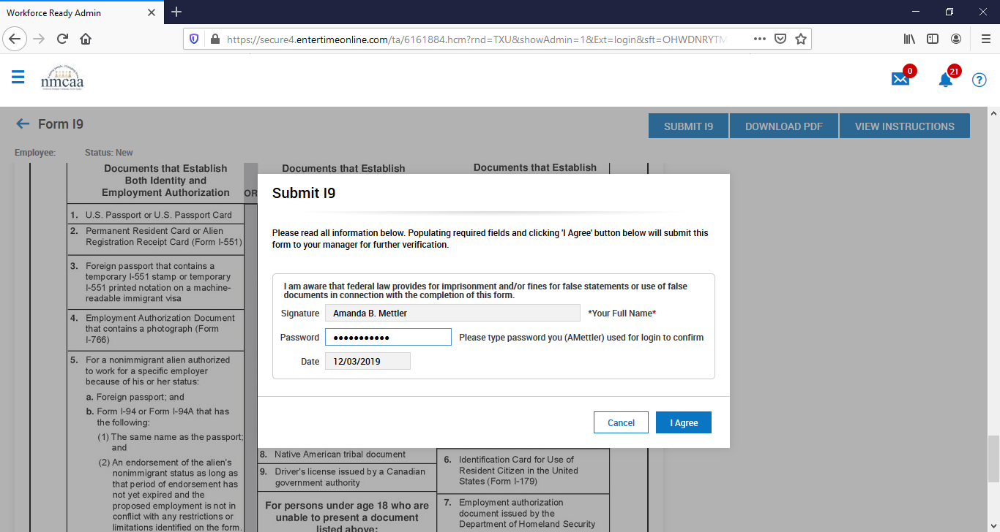 Workforce Ready Admin
https://secure4.entertimeonline.com/ta/6161884.hcm?rnd=TXU&showAdmin=1&Ext=login&sft=OHWDNRYTM
nmcaa
0
21
?
Form I9
SUBMIT I9
DOWNLOAD PDF
VIEW INSTRUCTIONS
Employee:
Status: New
Documents that Establish
Both Identity and
Employment Authorization
OR
Documents that Establish
Documents that Establish
1. U.S. Passport or U.S. Passport Card
2. Permanent Resident Card or Alien
Registration Receipt Card (Form I-551)
3. Foreign passport that contains a
temporary I-551 stamp or temporary
I-551 printed notation on a machine-
readable immigrant visa
4. Employment Authorization Document
that contains a photograph (Form
I-766)
5. For a nonimmigrant alien authorized
to work for a specific employer
because of his or her status:
a. Foreign passport; and
b. Form I-94 or Form I-94A that has
the following:
(1) The same name as the passport;
and
(2) An endorsement of the alien's
nonimmigrant status as long as
that period of endorsement has
not yet expired and the
proposed employment is not in
conflict with any restrictions or
limitations identified on the form.
Submit I9
Please read all information below. Populating required fields and clicking 'I Agree' button below will submit this
form to your manager for further verification.
I am aware that federal law provides for imprisonment and/or fines for false statements or use of false
documents in connection with the completion of this form.
Signature Amanda B. Mettler *Your Full Name*
Password ●●●●●●●●●●● Please type password you (AMettler) used for login to confirm
Date 12/03/2019
Cancel
I Agree
8. Native American tribal document
9. Driver's license issued by a Canadian
government authority
For persons under age 18 who are
unable to present a document
listed above:
6. Identification Card for Use of
Resident Citizen in the United
States (Form I-179)
7. Employment authorization
document issued by the
Department of Homeland Security